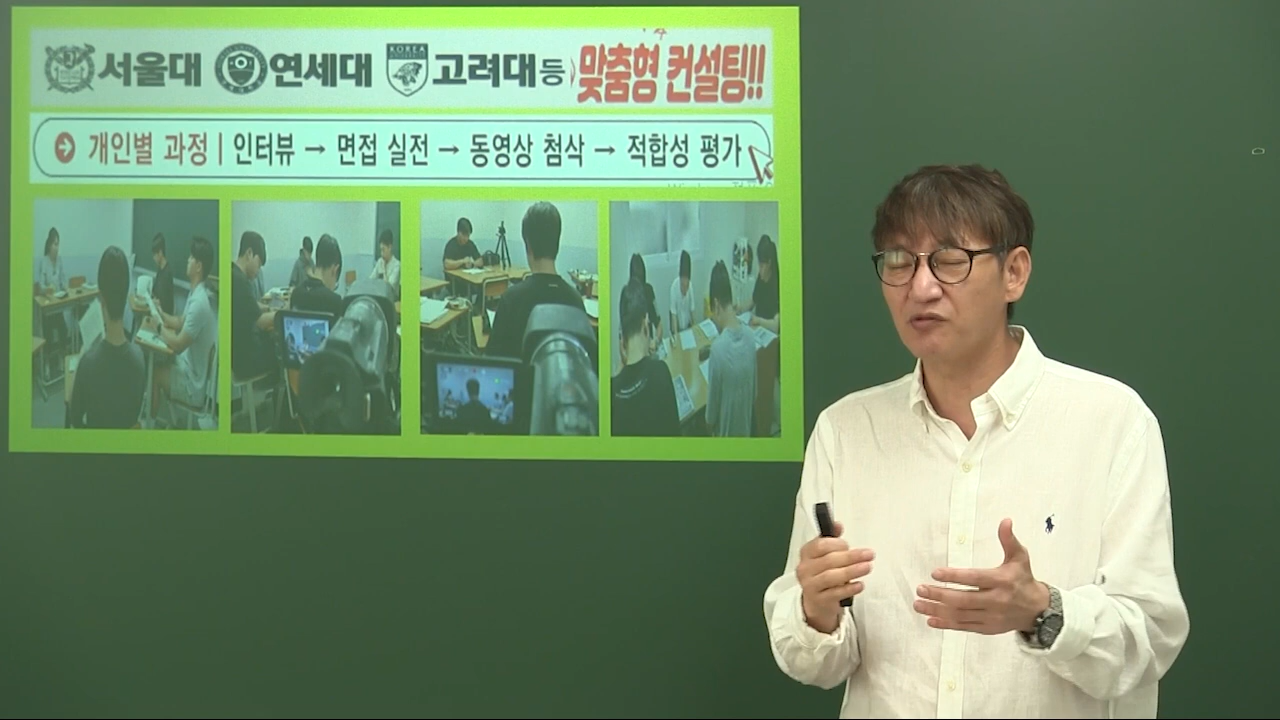 서울대 연세대 KOREA 고려대 등 맞춤형 컨설팅!!
개인별 과정 | 인터뷰 → 면접 실전 → 동영상 첨삭 → 적합성 평가